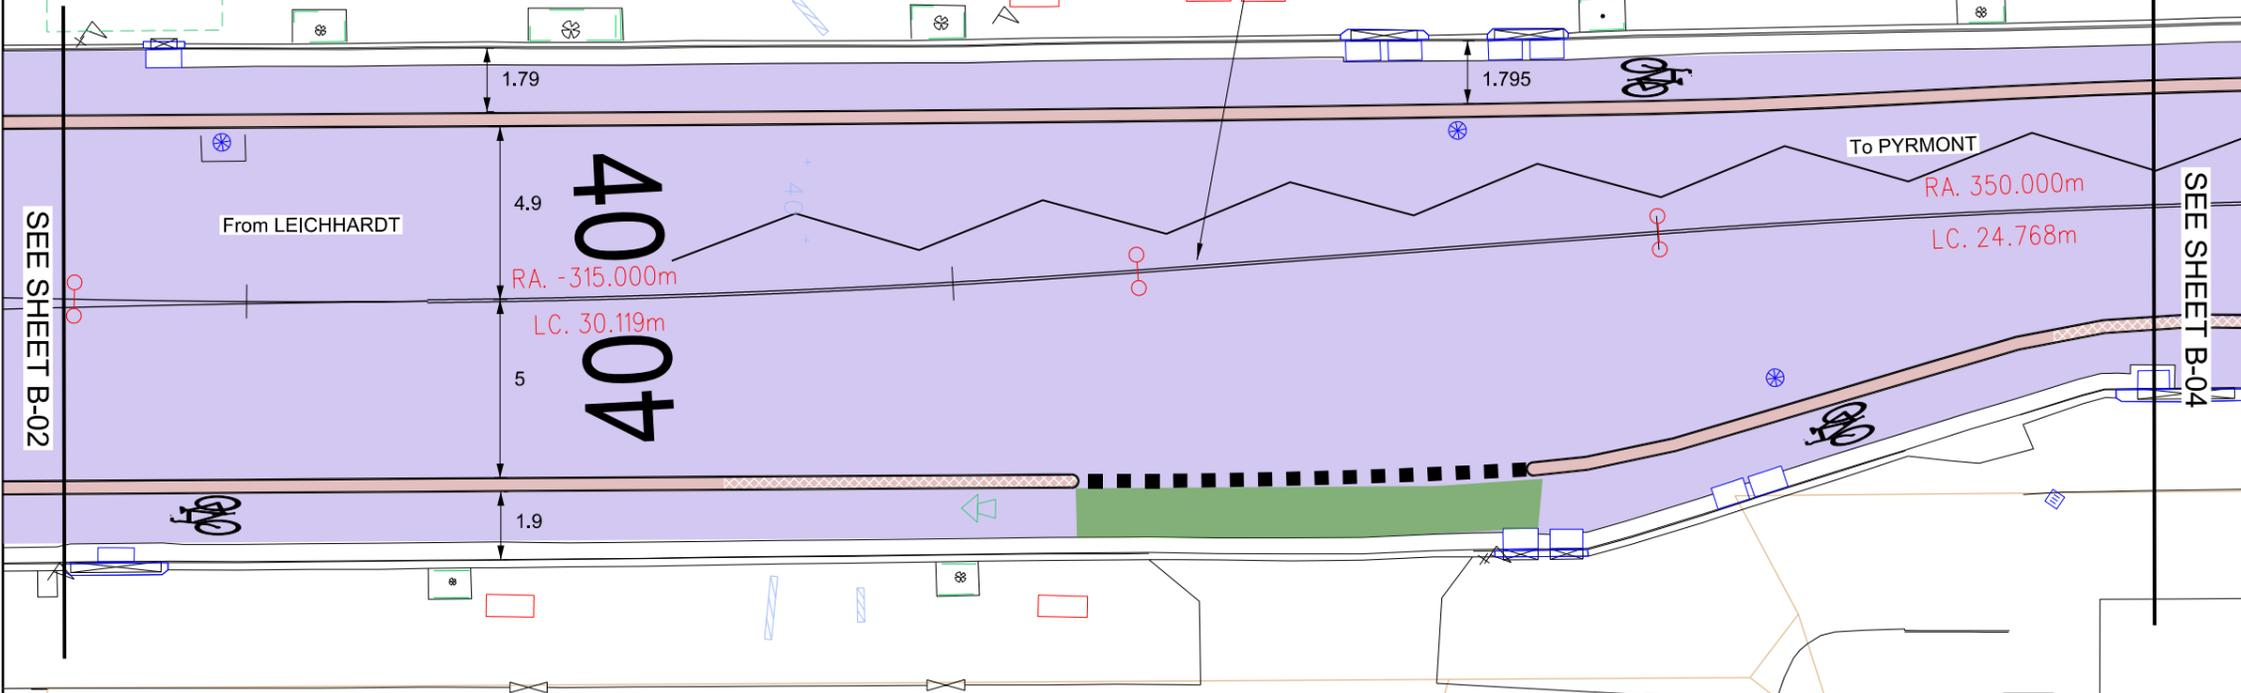 1.79
1.795
To PYRMONT
RA. 350.000m
LC. 24.768m
From LEICHHARDT
4.9
40
40
RA. -315.000m
LC. 30.119m
40
5
1.9
SEE SHEET B-02
SEE SHEET B-04